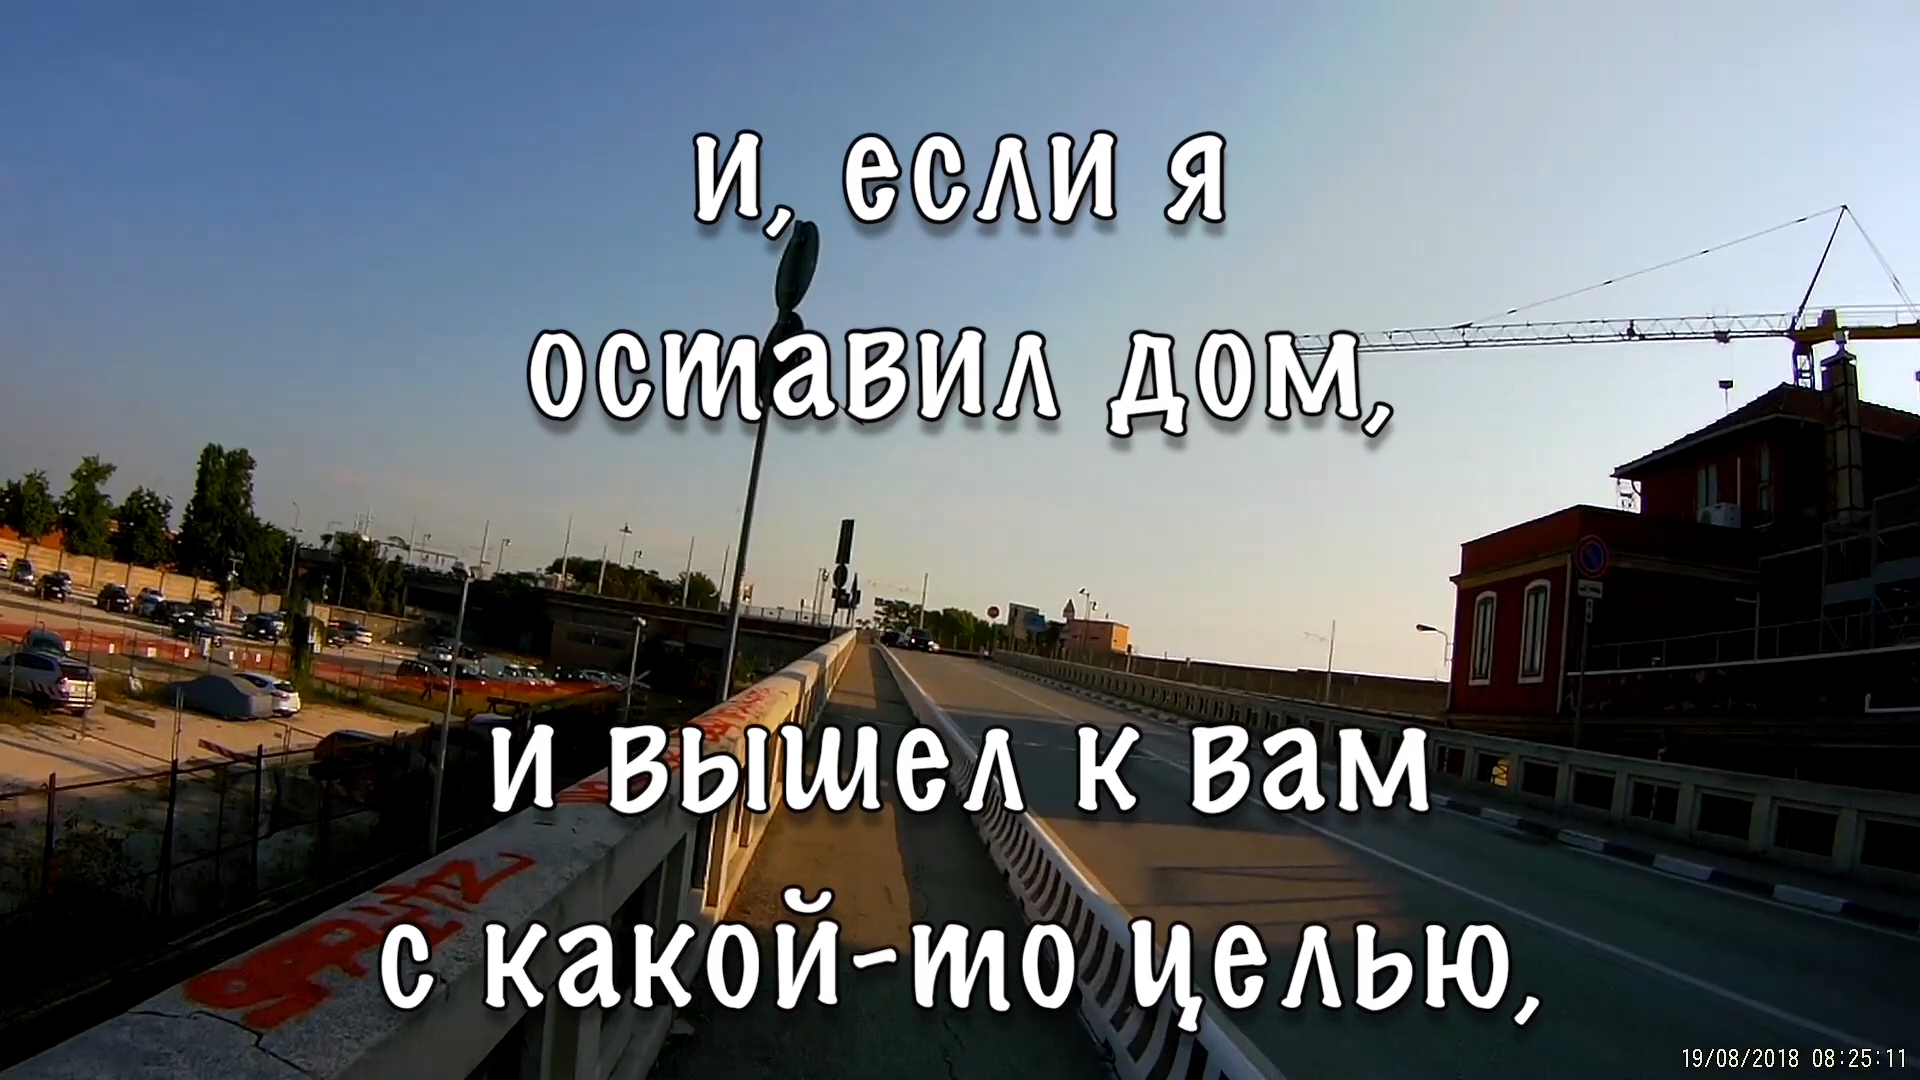 и, если я
оставил дом,
и вышел к вам
с какой-то целью,
19/08/2018 08:25:11